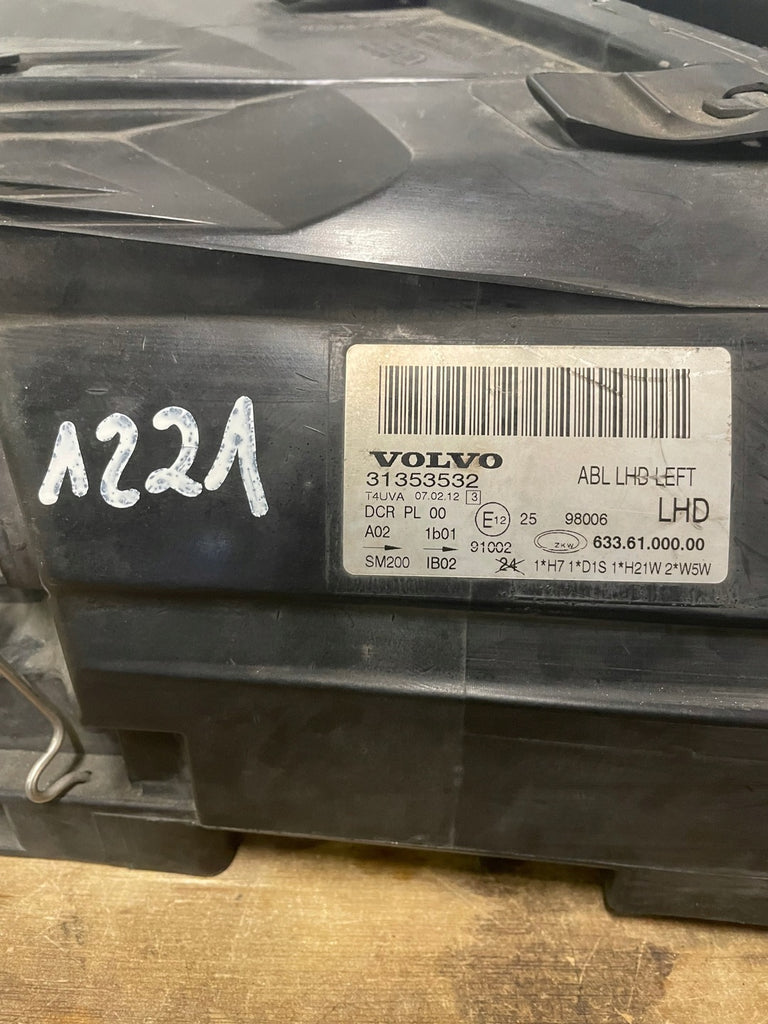 1221
VOLVO
31353532
ABL LHD LEFT
T4UVA 07.02.12 3
LHD
DCR PL 00
E12 25 98006
A02 1b01
91002 ZKW 633.61.000.00
SM200 IB02
24 1*H7 1*D1S 1*H21W 2*W5W